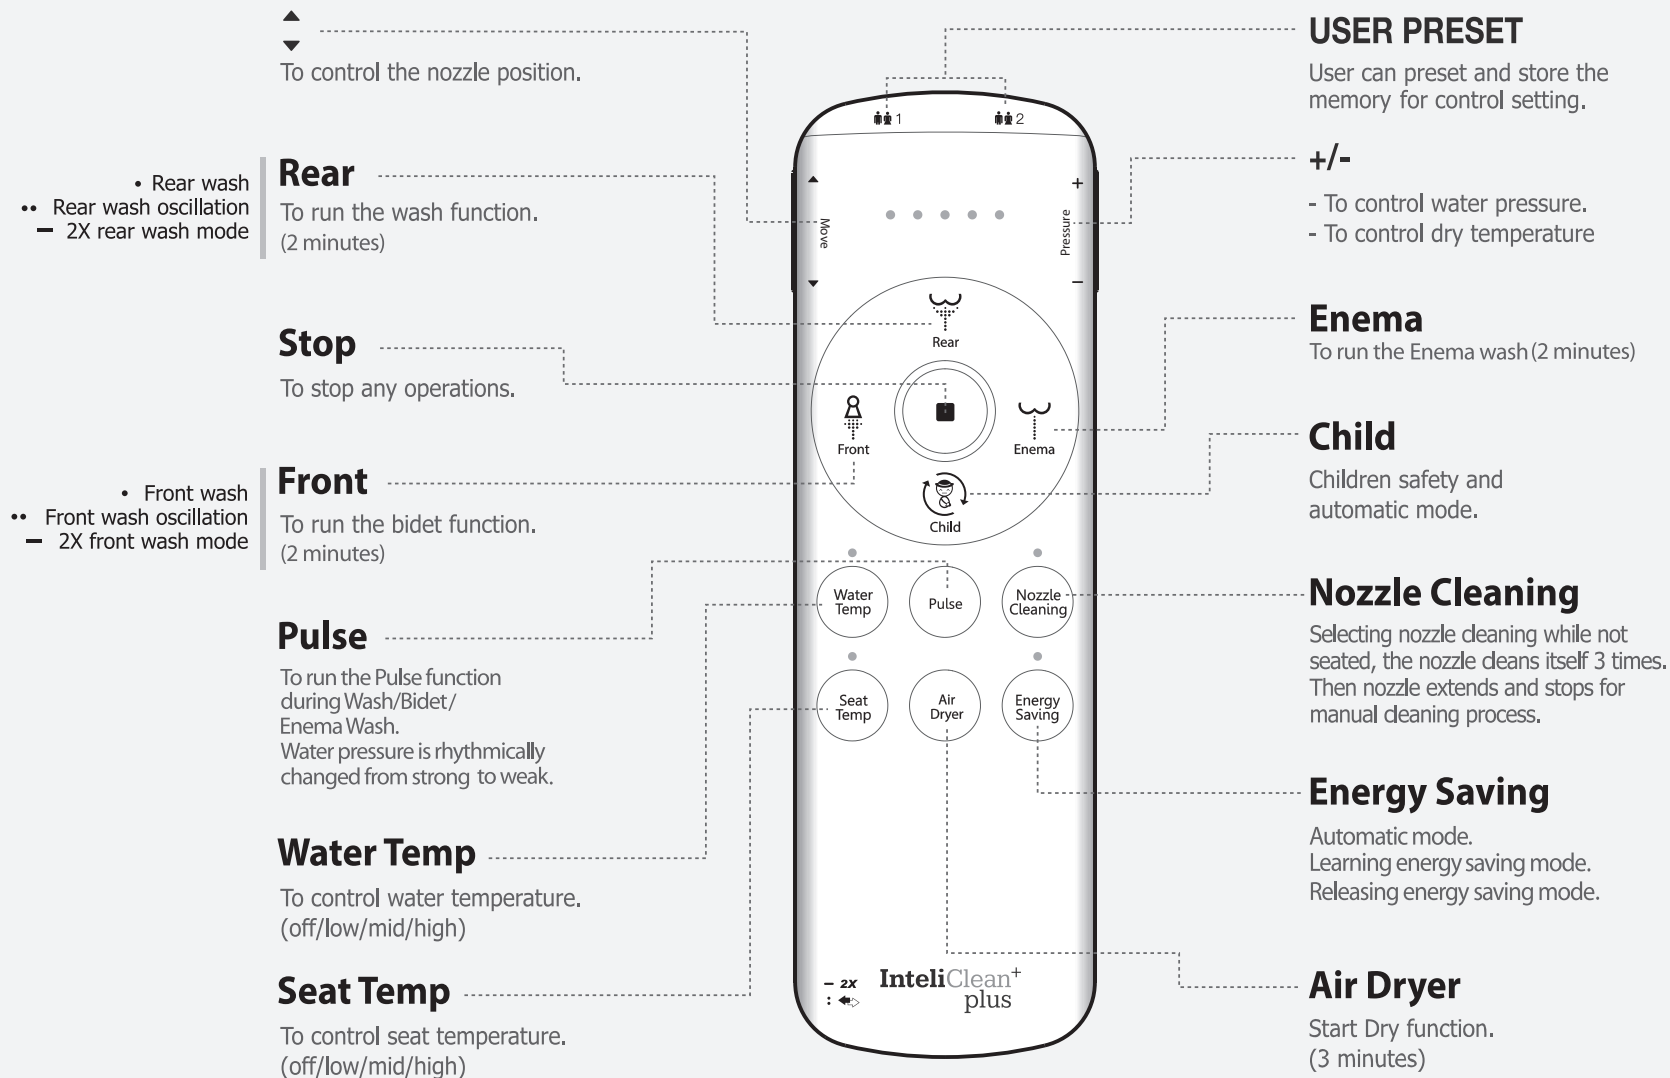 ▲
▼
To control the nozzle position.
• Rear wash
•• Rear wash oscillation
— 2X rear wash mode
Rear
To run the wash function.
(2 minutes)
Stop
To stop any operations.
• Front wash
•• Front wash oscillation
— 2X front wash mode
Front
To run the bidet function.
(2 minutes)
Pulse
To run the Pulse function
during Wash/Bidet/
Enema Wash.
Water pressure is rhythmically
changed from strong to weak.
Water Temp
To control water temperature.
(off/low/mid/high)
Seat Temp
To control seat temperature.
(off/low/mid/high)
1
2
Move
+
Pressure
−
Rear
Front
Enema
Child
Water
Temp
Pulse
Nozzle
Cleaning
Seat
Temp
Air
Dryer
Energy
Saving
– 2X
:
InteliClean+
plus
USER PRESET
User can preset and store the
memory for control setting.
+/-
- To control water pressure.
- To control dry temperature
Enema
To run the Enema wash (2 minutes)
Child
Children safety and
automatic mode.
Nozzle Cleaning
Selecting nozzle cleaning while not
seated, the nozzle cleans itself 3 times.
Then nozzle extends and stops for
manual cleaning process.
Energy Saving
Automatic mode.
Learning energy saving mode.
Releasing energy saving mode.
Air Dryer
Start Dry function.
(3 minutes)